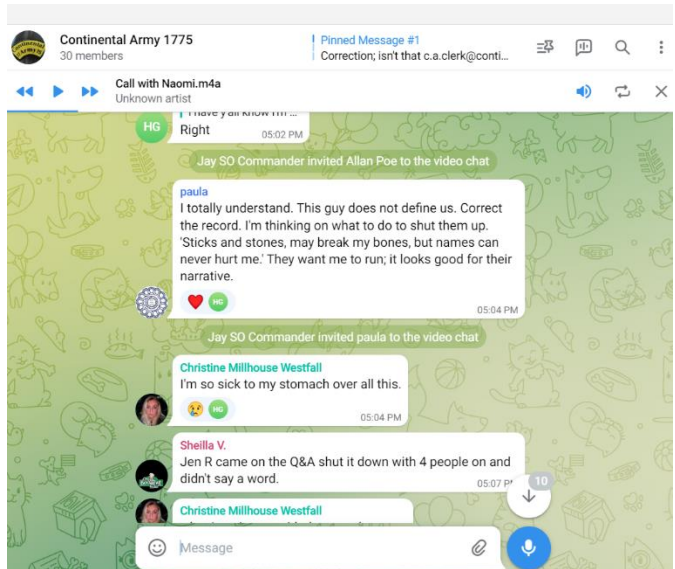 Continental Army 1775
30 members
Pinned Message #1
Correction; isn't that c.a.clerk@conti...
Call with Naomi.m4a
Unknown artist
I have y'all know I'm ...
HG
Right
05:02 PM
Jay SO Commander invited Allan Poe to the video chat
paula
I totally understand. This guy does not define us. Correct
the record. I'm thinking on what to do to shut them up.
'Sticks and stones, may break my bones, but names can
never hurt me.' They want me to run; it looks good for their
narrative.
HG
05:04 PM
Jay SO Commander invited paula to the video chat
Christine Millhouse Westfall
I'm so sick to my stomach over all this.
HG
05:04 PM
Sheilla V.
Jen R came on the Q&A shut it down with 4 people on and
didn't say a word.
05:07 P
10
Christine Millhouse Westfall
Message